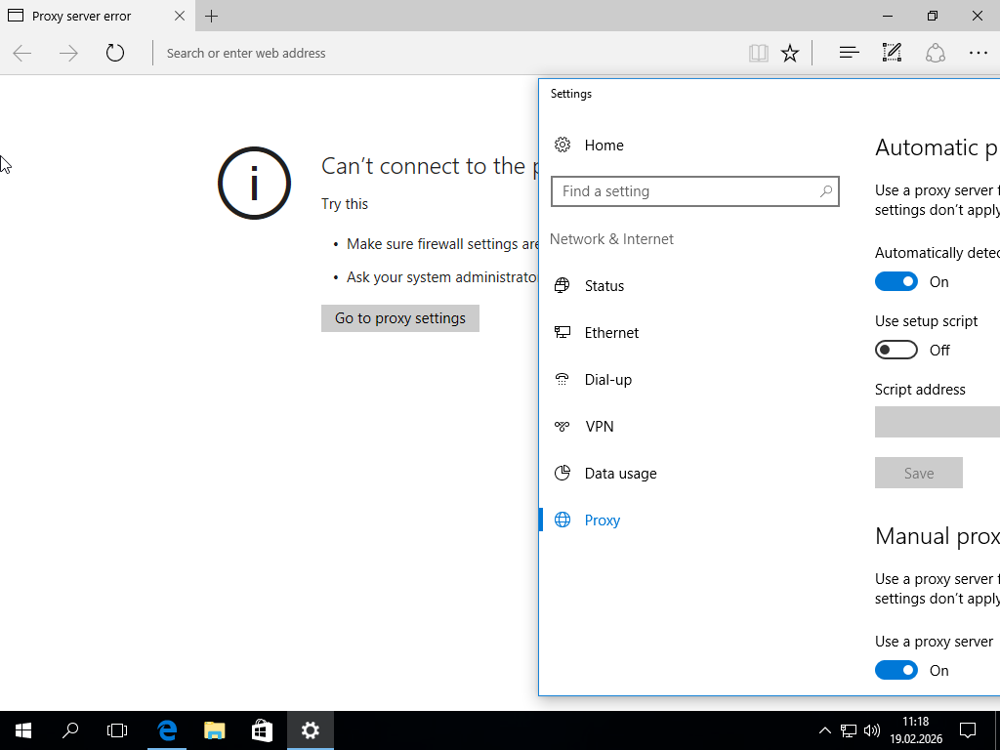 Proxy server error
Search or enter web address
Can't connect to the
Try this
• Make sure firewall settings are
• Ask your system administrato
Go to proxy settings
Settings
Home
Find a setting
Network & Internet
Status
Ethernet
Dial-up
VPN
Data usage
Proxy
Automatic p
Use a proxy server f
settings don't apply
Automatically detec
On
Use setup script
Off
Script address
Save
Manual prox
Use a proxy server f
settings don't apply
Use a proxy server
On
11:18
19.02.2026